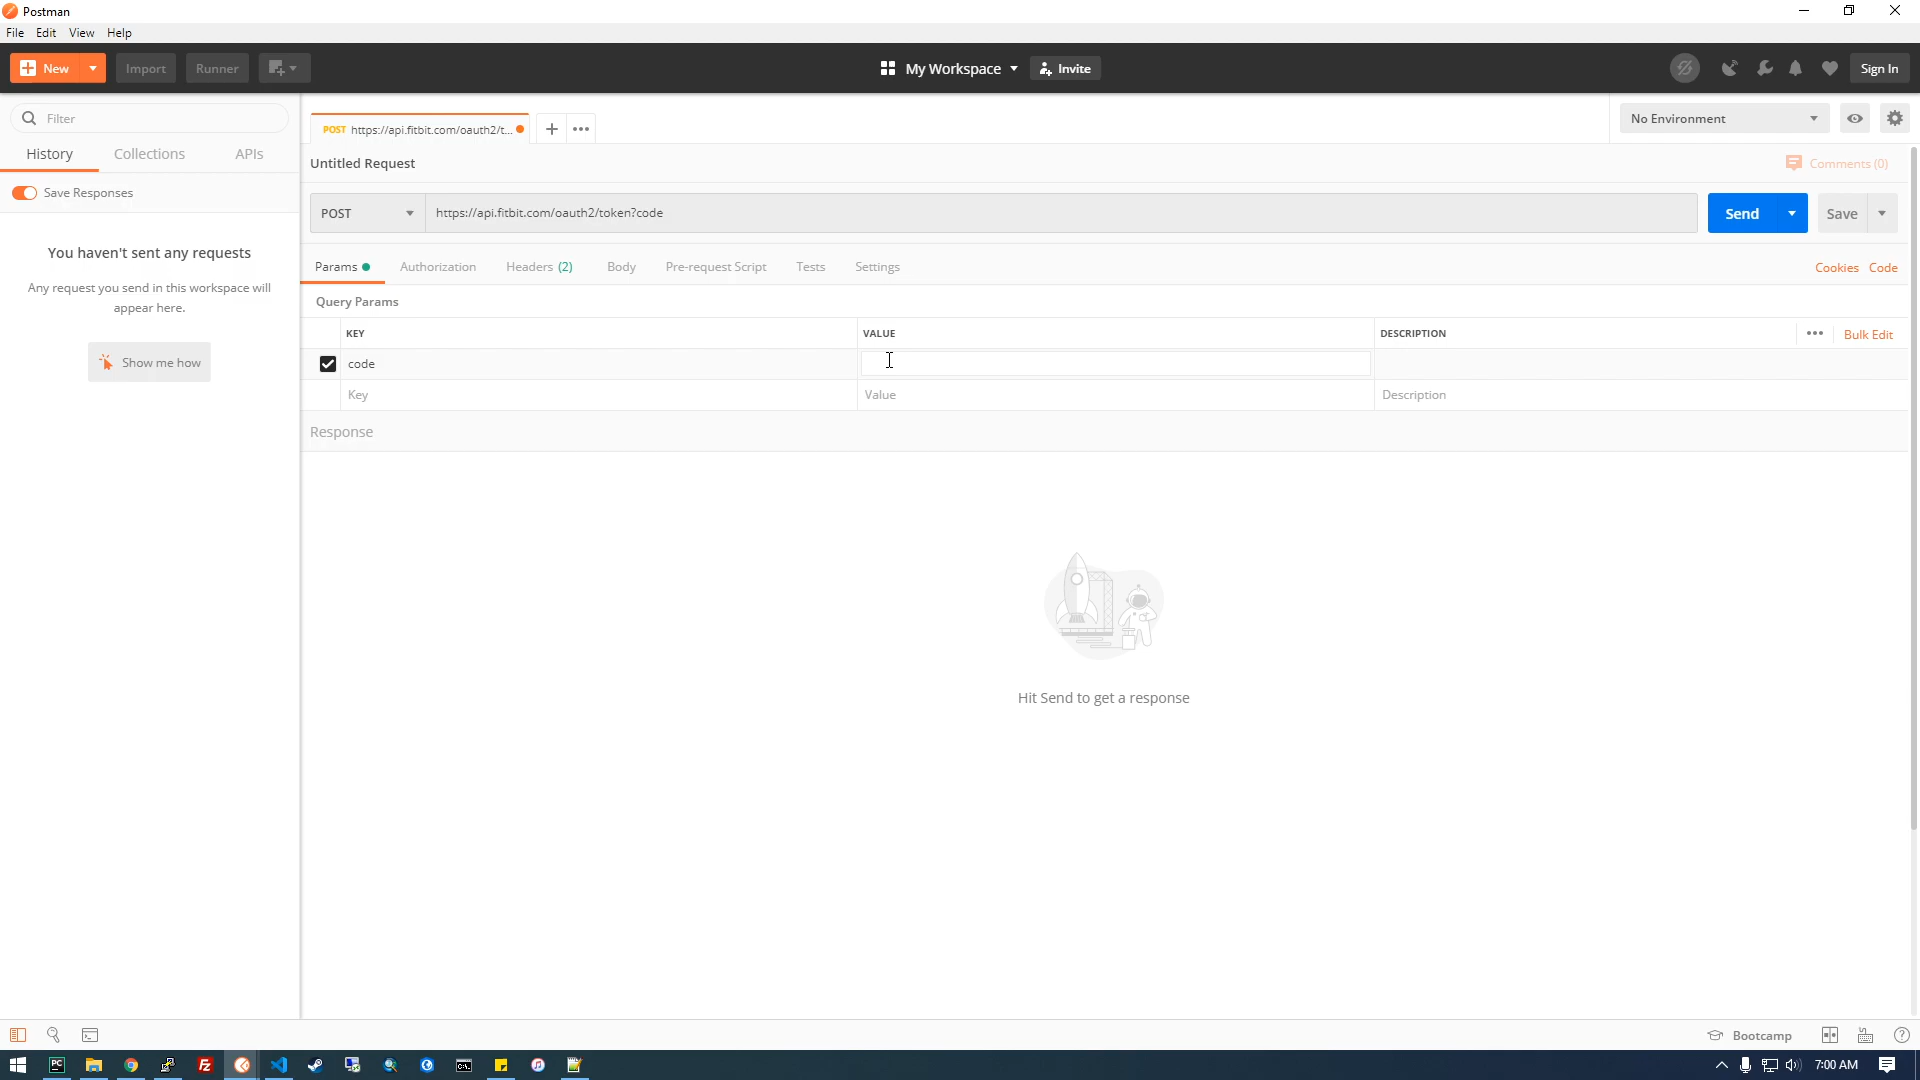 Postman
File Edit View Help
New Import Runner My Workspace Invite Sign In
Filter
History Collections APIs
Save Responses
You haven't sent any requests
Any request you send in this workspace will
appear here.
Show me how
POST https://api.fitbit.com/oauth2/t...
No Environment
Untitled Request
Comments (0)
POST https://api.fitbit.com/oauth2/token?code
Send Save
Params Authorization Headers (2) Body Pre-request Script Tests Settings Cookies Code
Query Params
KEY VALUE DESCRIPTION Bulk Edit
code
Key Value Description
Response
Hit Send to get a response
Bootcamp
PC Fz C:\. 7:00 AM